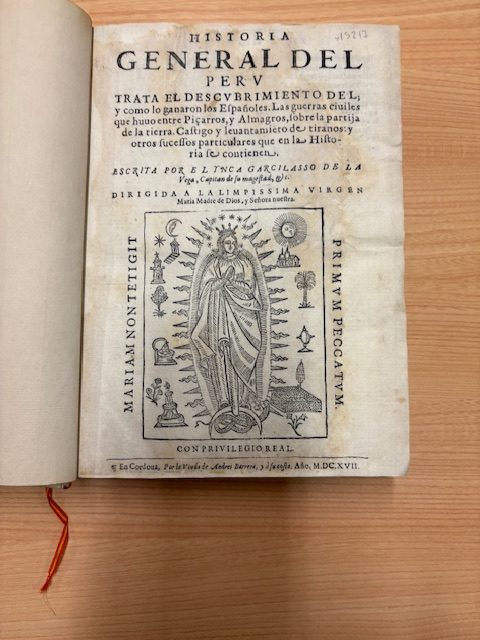 HISTORIA
GENERAL DEL
PERV
TRATA EL DESCVBRIMIENTO DEL;
y como lo ganaron los Españoles. Las guerras ciuiles
que huuo entre Piçarros, y Almagros, sobre la partija
de la tierra. Castigo y leuantamiẽto de tiranos: y
otros sucessos particulares que en la Histo-
ria se contienen.
ESCRITA POR EL YNCA GARCILASSO DE LA
Vega, Capitan de su magestad, &c.
DIRIGIDA A LA LIMPISSIMA VIRGEN
Maria Madre de Dios, y Señora nuestra.
MARIAM NON TETIGIT
PRIMVM PECCATVM.
CON PRIVILEGIO REAL.
¶ En Cordoua, Por la Viuda de Andres Barrera, y à su costa. Año, M.DC.XVII.